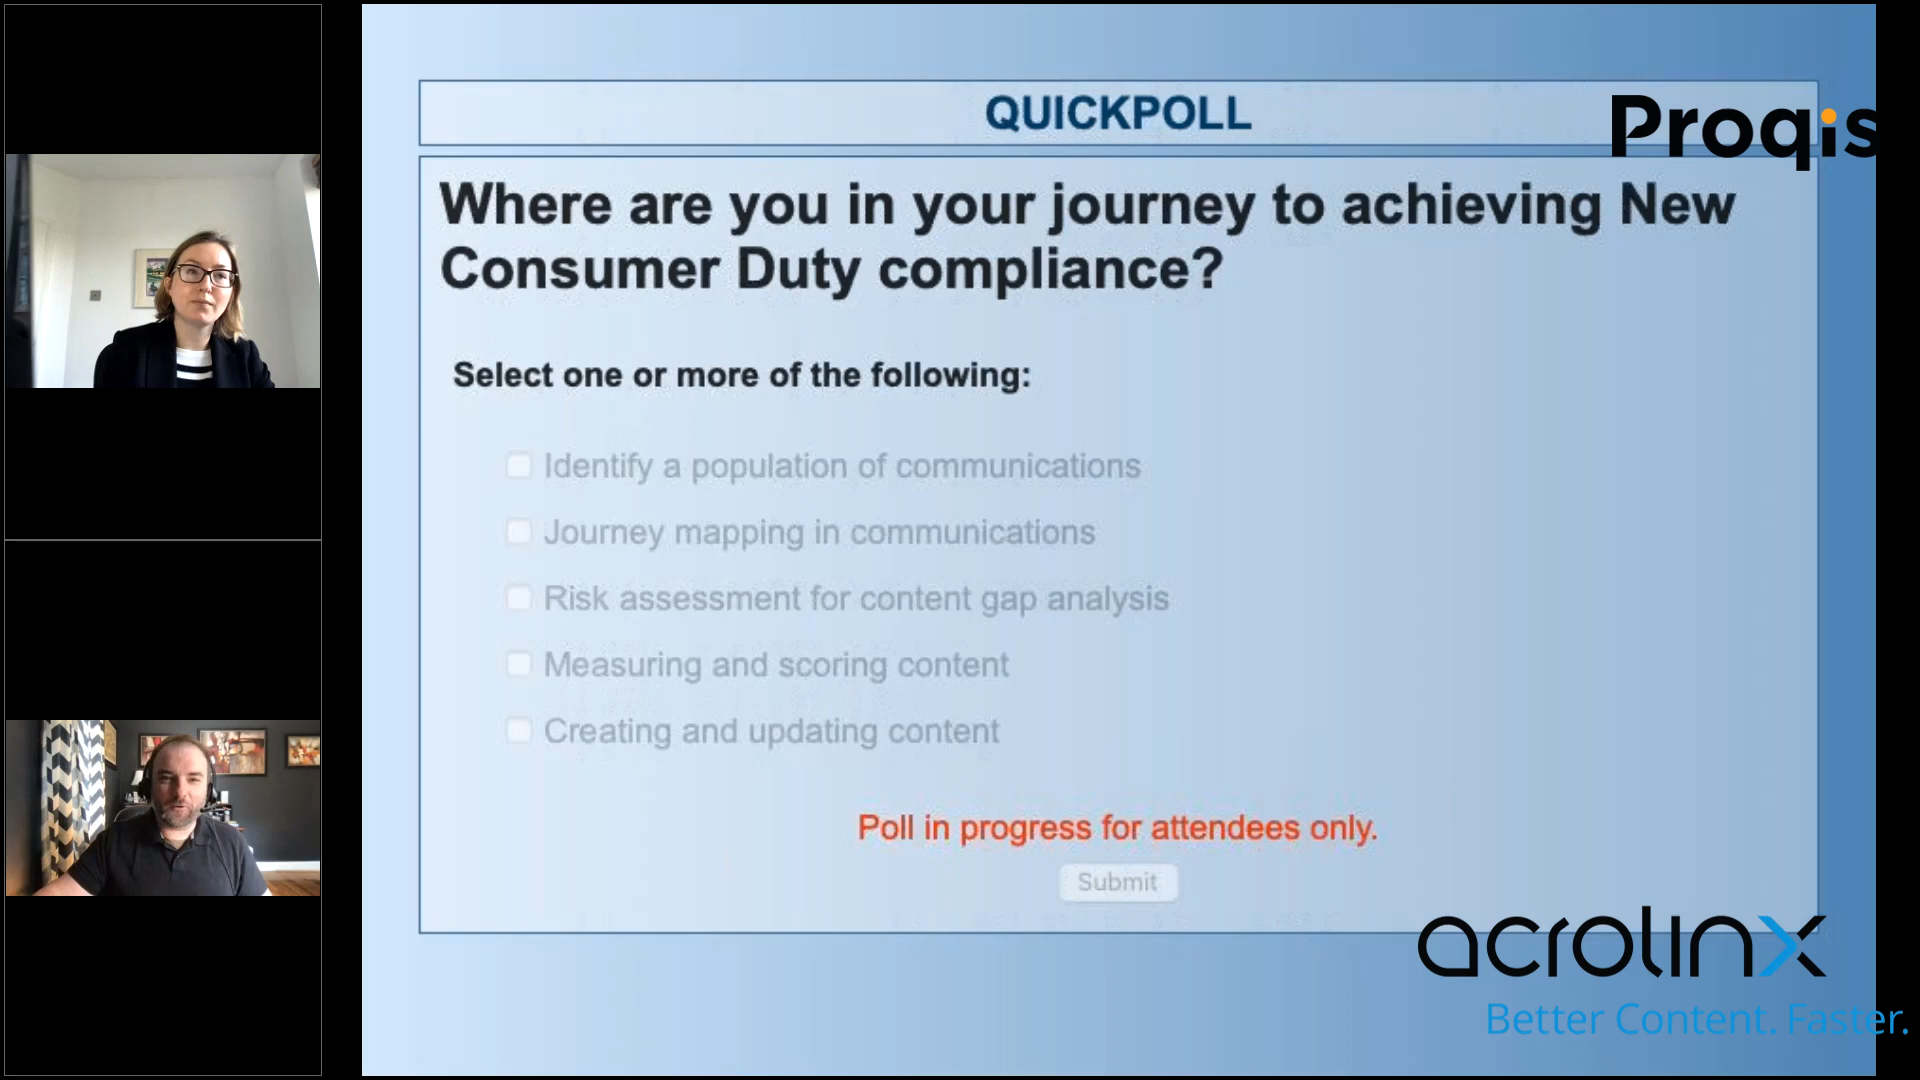 QUICKPOLL
Proqis
Where are you in your journey to achieving New
Consumer Duty compliance?
Select one or more of the following:
Identify a population of communications
Journey mapping in communications
Risk assessment for content gap analysis
Measuring and scoring content
Creating and updating content
Poll in progress for attendees only.
Submit
acrolinx
Better Content. Faster.